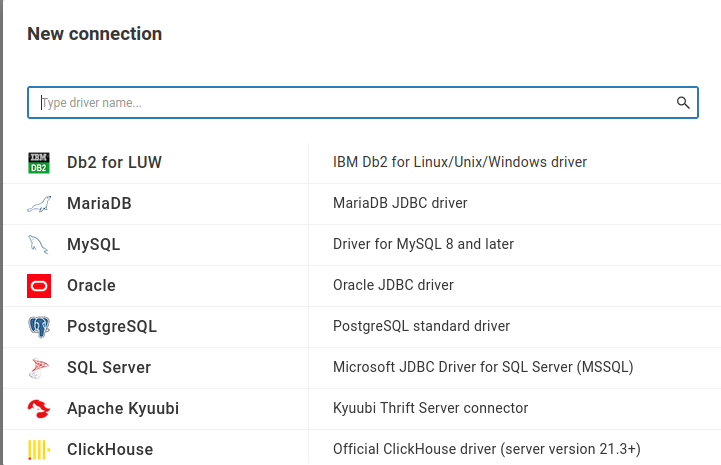 New connection
Type driver name...
IBM
DB2
Db2 for LUW IBM Db2 for Linux/Unix/Windows driver
MariaDB MariaDB JDBC driver
MySQL Driver for MySQL 8 and later
Oracle Oracle JDBC driver
PostgreSQL PostgreSQL standard driver
SQL Server Microsoft JDBC Driver for SQL Server (MSSQL)
Apache Kyuubi Kyuubi Thrift Server connector
ClickHouse Official ClickHouse driver (server version 21.3+)